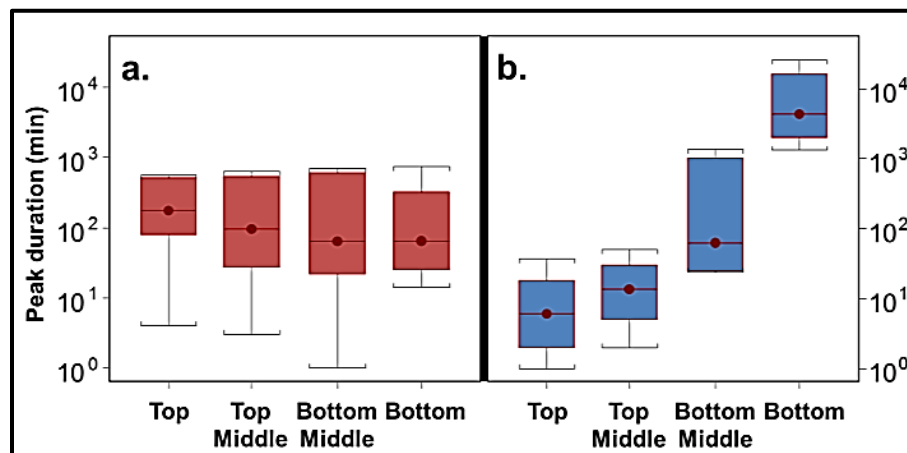 a.
b.
Peak duration (min)
10⁴
10³
10²
10¹
10⁰
10⁴
10³
10²
10¹
10⁰
Top
Top
Middle
Bottom
Middle
Bottom
Top
Top
Middle
Bottom
Middle
Bottom